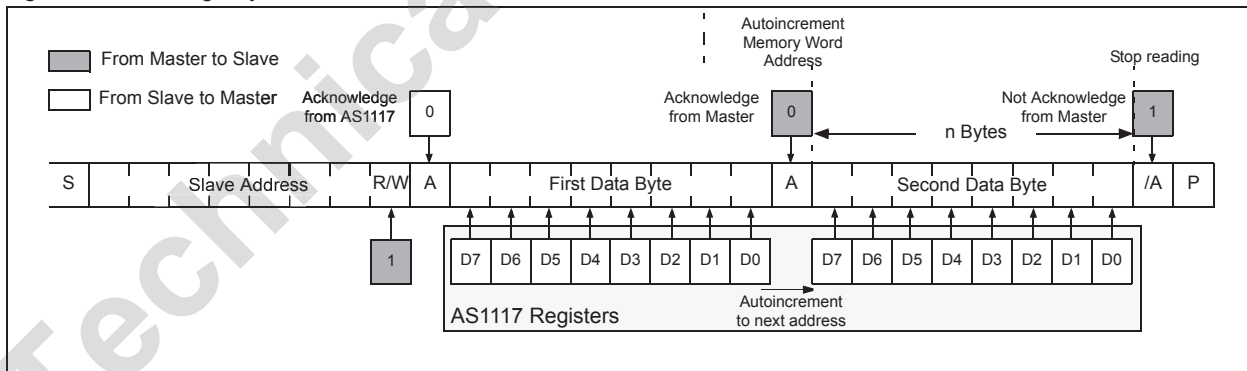 Autoincrement
Memory Word
Address
Stop reading
From Master to Slave
From Slave to Master
Acknowledge
from AS1117
0
Acknowledge
from Master
0
Not Acknowledge
from Master
1
n Bytes
S Slave Address R/W A First Data Byte A Second Data Byte /A P
1
D7 D6 D5 D4 D3 D2 D1 D0 D7 D6 D5 D4 D3 D2 D1 D0
Autoincrement
to next address
AS1117 Registers